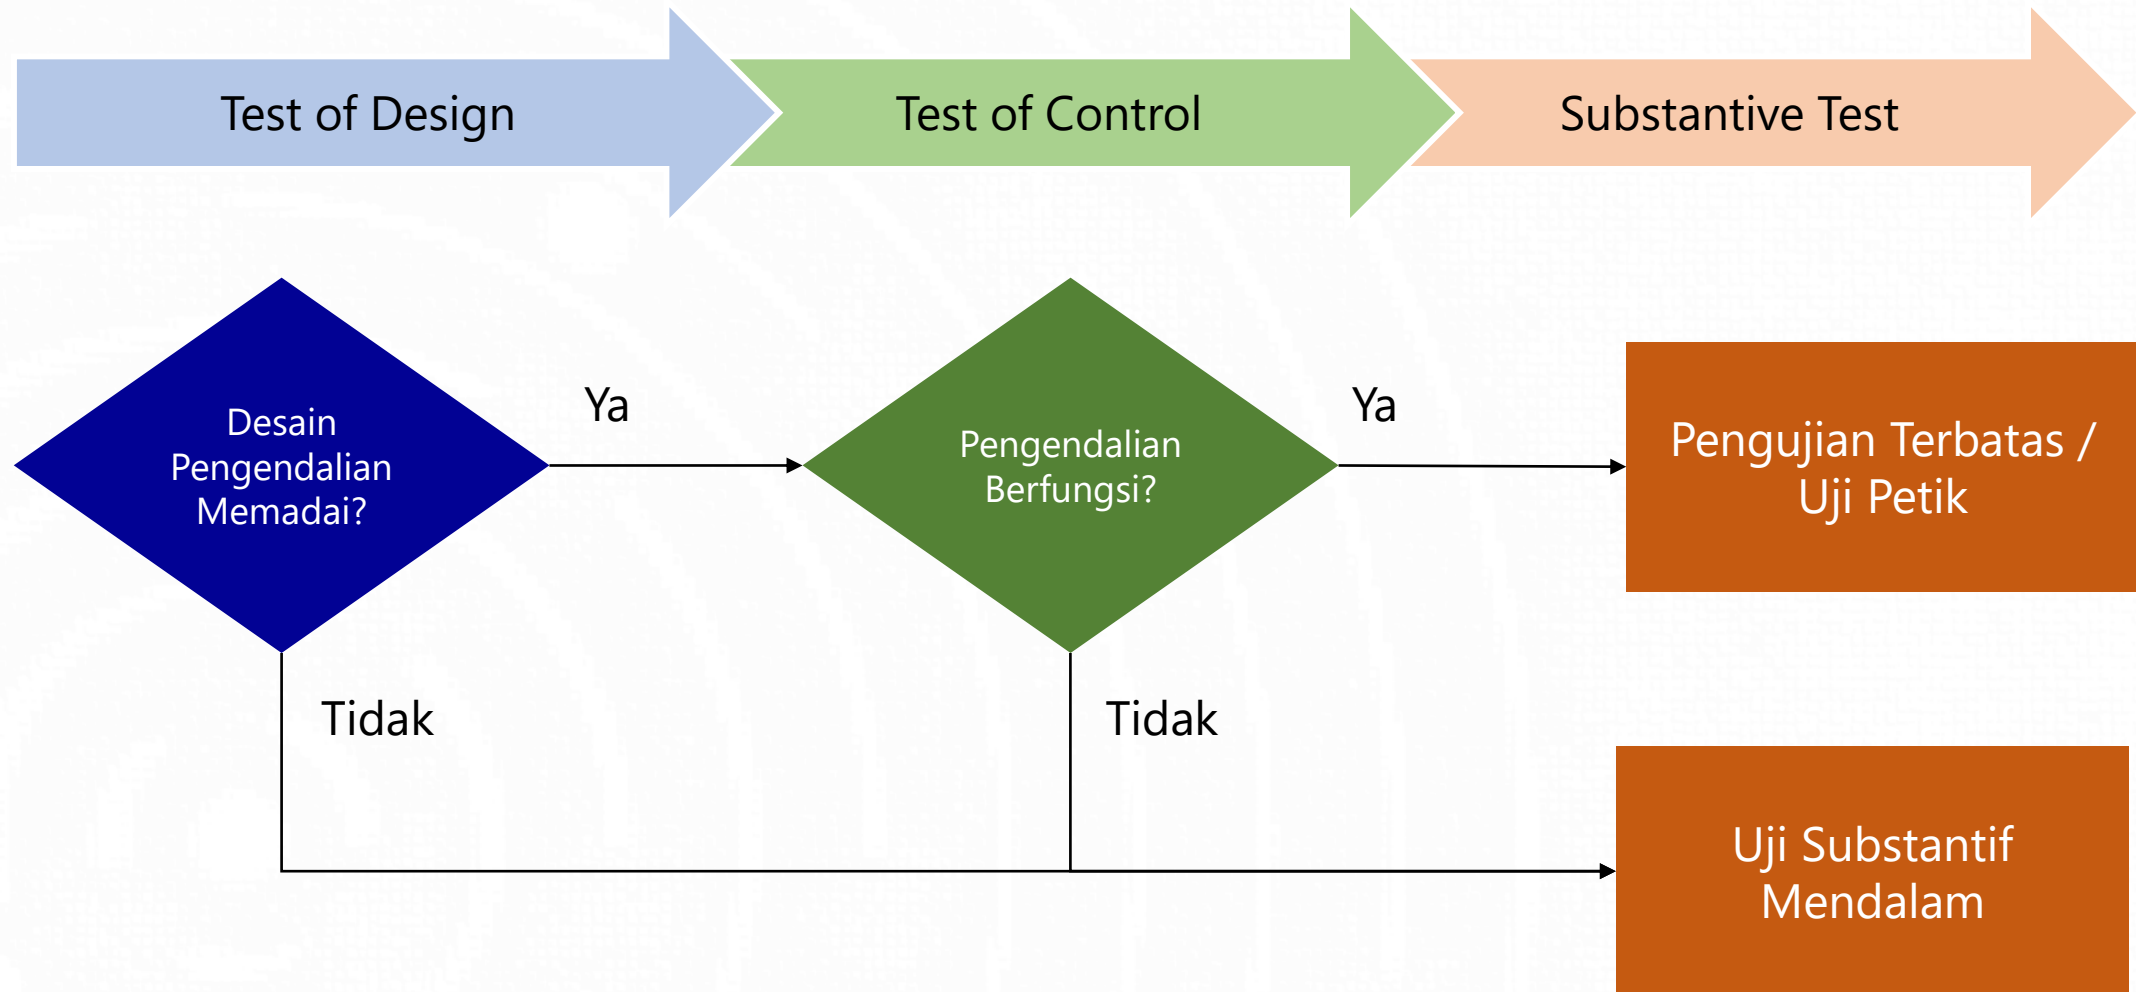 Test of Design
Test of Control
Substantive Test
Desain
Pengendalian
Memadai?
Ya
Pengendalian
Berfungsi?
Ya
Pengujian Terbatas /
Uji Petik
Tidak
Tidak
Uji Substantif
Mendalam